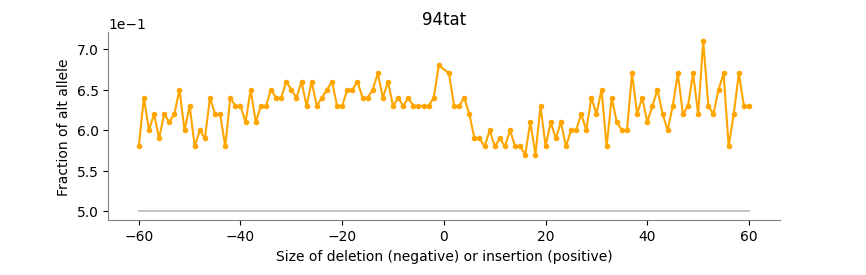 94tat
1e−1
7.0
6.5
6.0
5.5
5.0
Fraction of alt allele
−60 −40 −20 0 20 40 60
Size of deletion (negative) or insertion (positive)